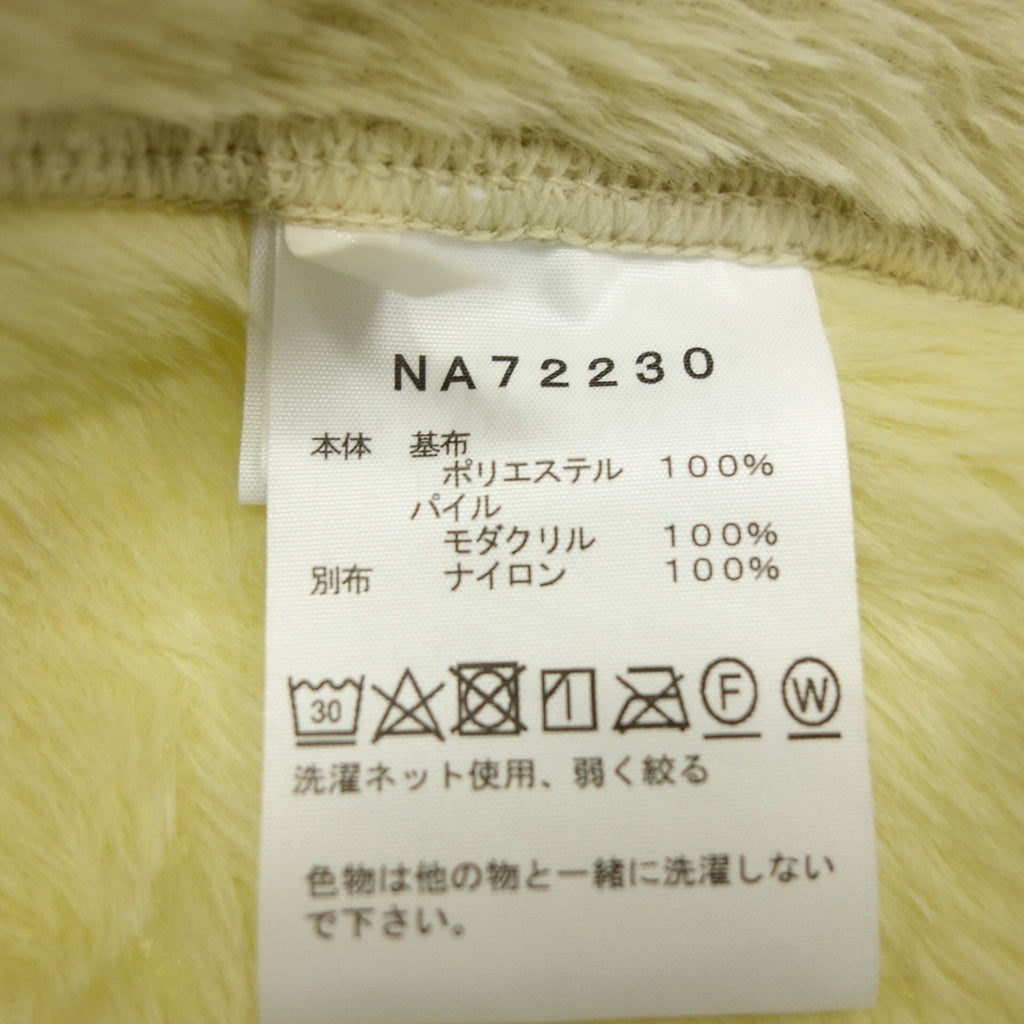 NA72230
本体 基布
ポリエステル 100%
パイル
モダクリル 100%
別布 ナイロン 100%
30 F W
洗濯ネット使用、弱く絞る
色物は他の物と一緒に洗濯しない
で下さい。